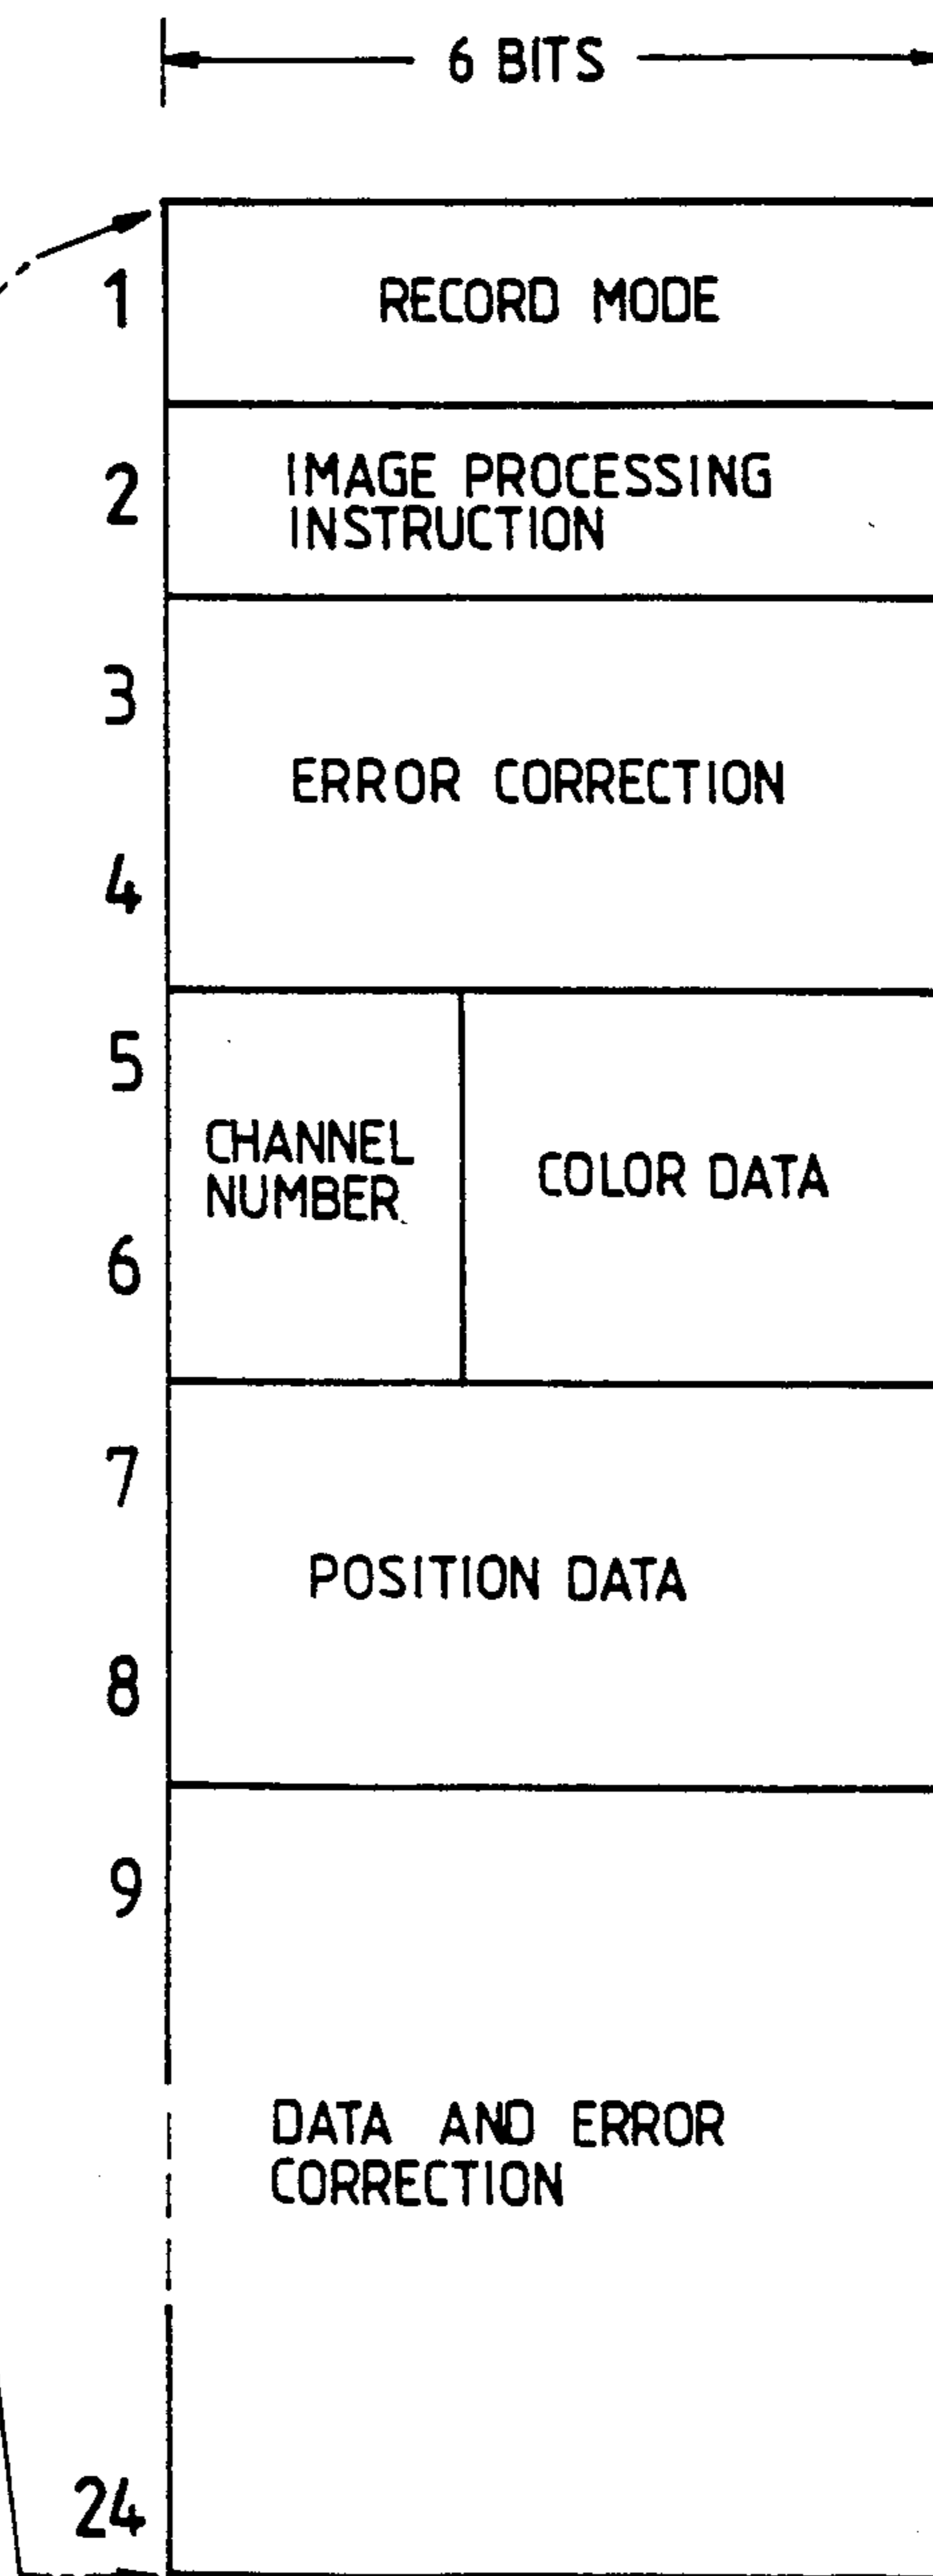 6 BITS
1 RECORD MODE
2 IMAGE PROCESSING
INSTRUCTION
3
ERROR CORRECTION
4
5
CHANNEL
NUMBER
COLOR DATA
6
7
POSITION DATA
8
9
DATA AND ERROR
CORRECTION
24